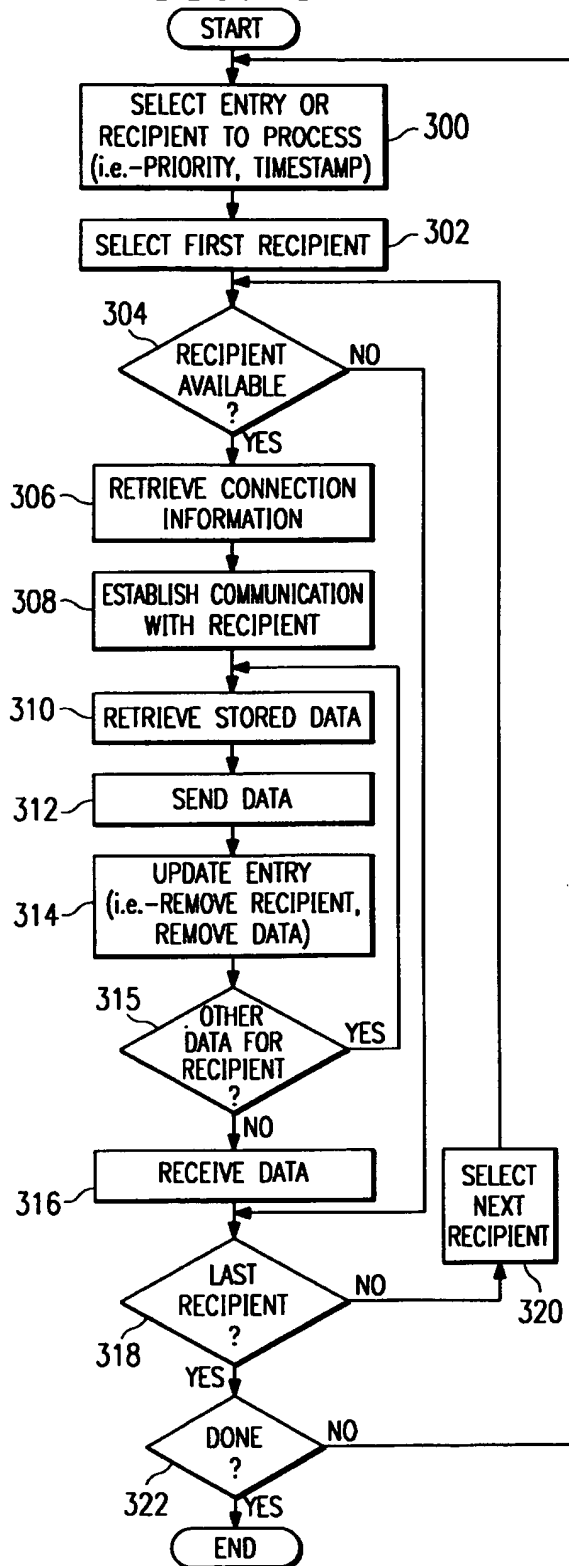 START
SELECT ENTRY OR
RECIPIENT TO PROCESS
(i.e.-PRIORITY, TIMESTAMP)
300
SELECT FIRST RECIPIENT
302
304
RECIPIENT
AVAILABLE
?
NO
YES
306
RETRIEVE CONNECTION
INFORMATION
308
ESTABLISH COMMUNICATION
WITH RECIPIENT
310
RETRIEVE STORED DATA
312
SEND DATA
314
UPDATE ENTRY
(i.e.-REMOVE RECIPIENT,
REMOVE DATA)
315
OTHER
DATA FOR
RECIPIENT
?
YES
NO
316
RECEIVE DATA
SELECT
NEXT
RECIPIENT
320
LAST
RECIPIENT
?
NO
318
YES
DONE
?
NO
322
YES
END